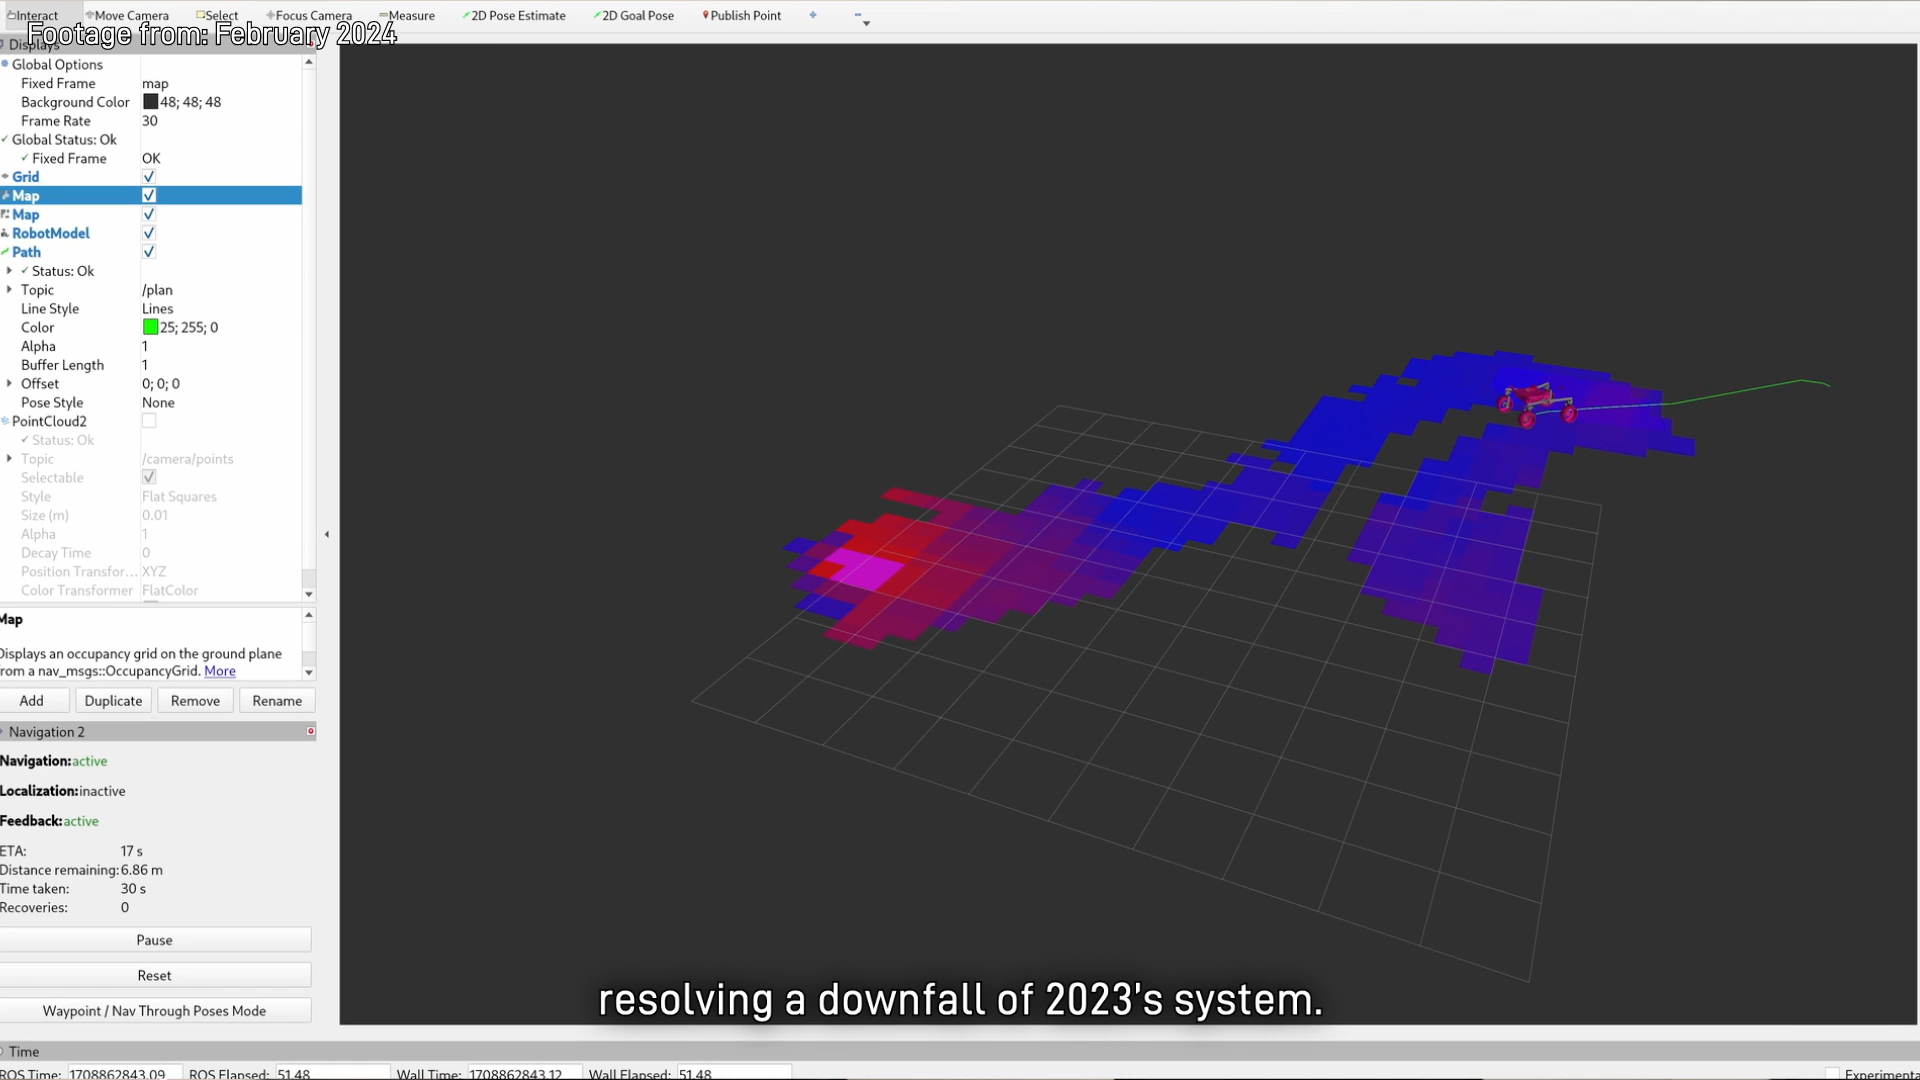 Interact Move Camera Select Focus Camera Measure 2D Pose Estimate 2D Goal Pose Publish Point
Footage from: February 2024
Displays
Global Options
Fixed Frame map
Background Color 48; 48; 48
Frame Rate 30
Global Status: Ok
Fixed Frame OK
Grid
Map
Map
RobotModel
Path
Status: Ok
Topic /plan
Line Style Lines
Color 25; 255; 0
Alpha 1
Buffer Length 1
Offset 0; 0; 0
Pose Style None
PointCloud2
Status: Ok
Topic /camera/points
Selectable
Style Flat Squares
Size (m) 0.01
Alpha 1
Decay Time 0
Position Transfor... XYZ
Color Transformer FlatColor
Map
Displays an occupancy grid on the ground plane
from a nav_msgs::OccupancyGrid. More
Add Duplicate Remove Rename
Navigation 2
Navigation: active
Localization: inactive
Feedback: active
ETA: 17 s
Distance remaining: 6.86 m
Time taken: 30 s
Recoveries: 0
Pause
Reset
Waypoint / Nav Through Poses Mode
resolving a downfall of 2023's system.
Time
ROS Time: 1708862843.09 ROS Elapsed: 51.48 Wall Time: 1708862843.12 Wall Elapsed: 51.48 Experimenta